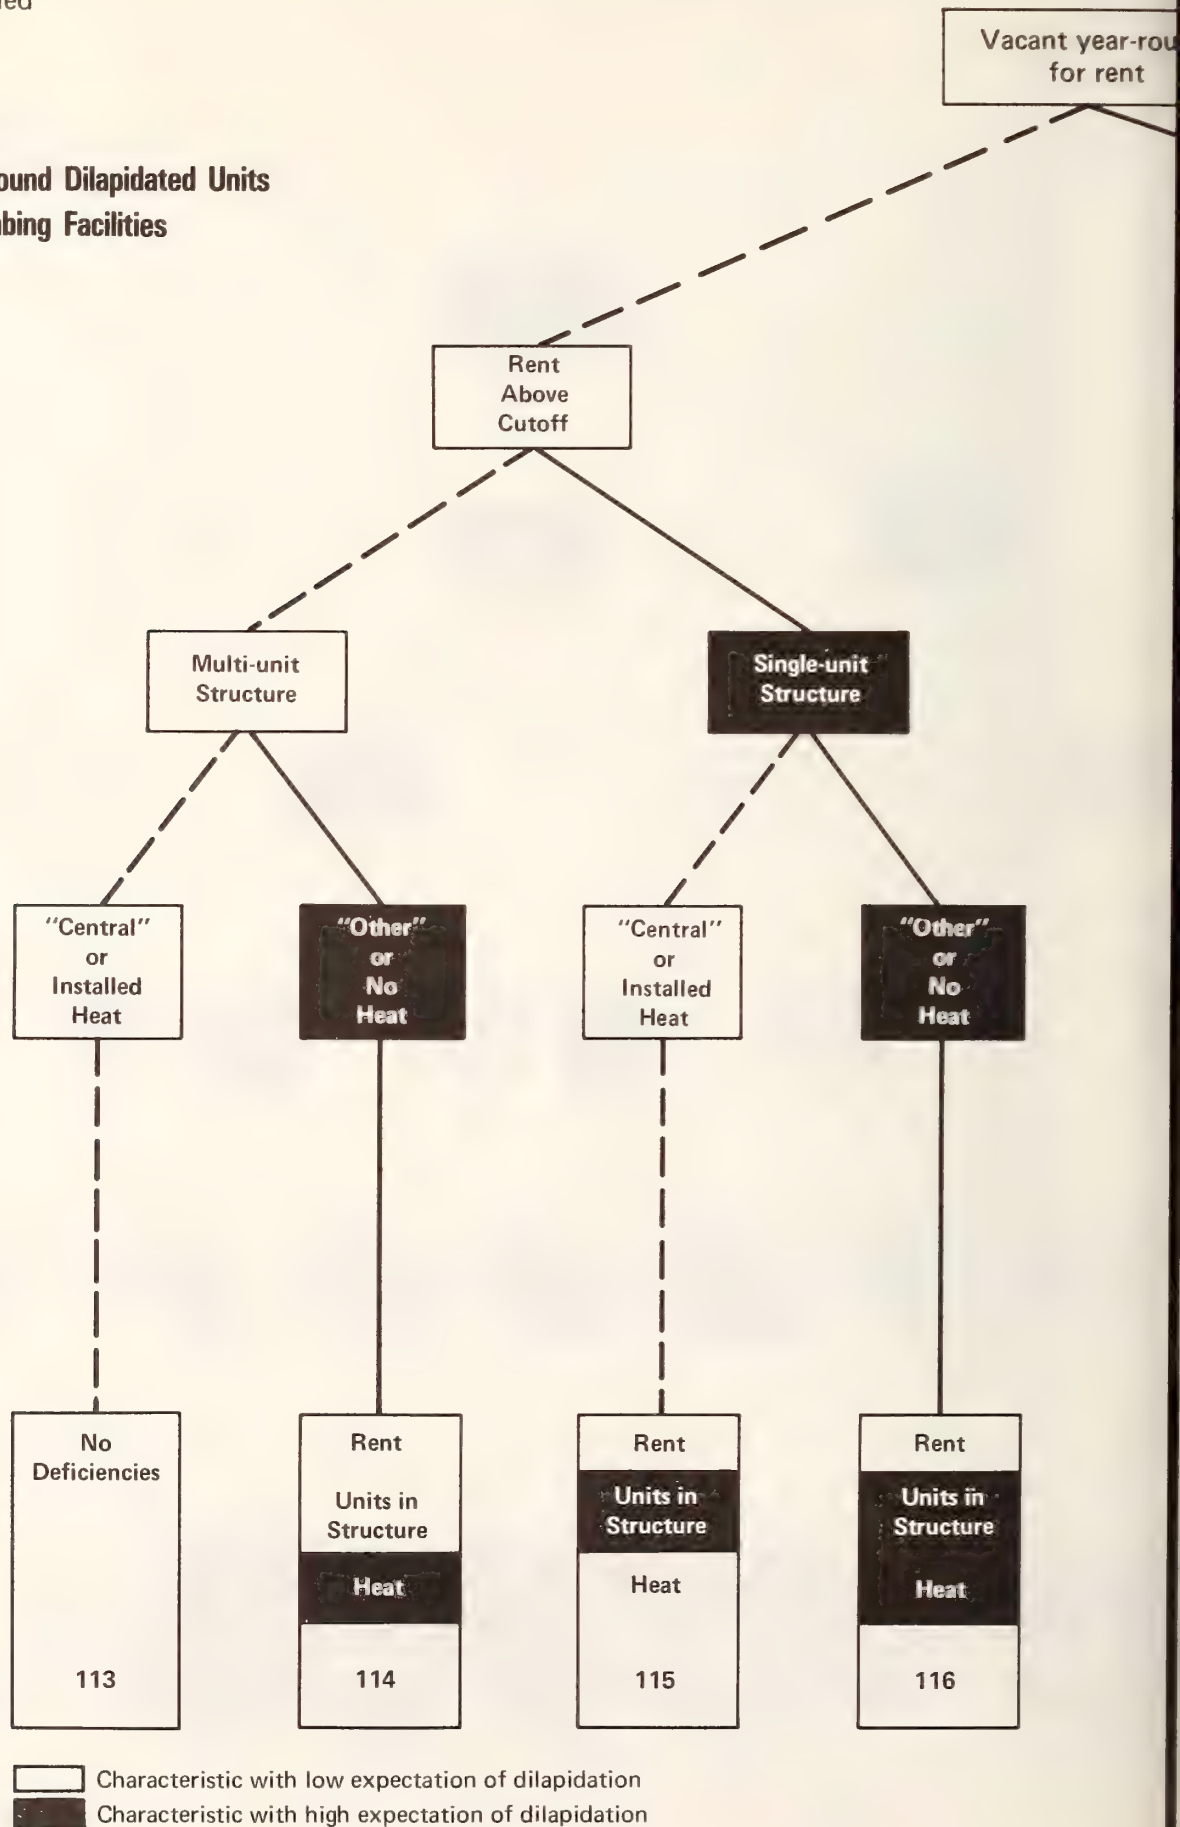 Vacant year-rou
for rent
ound Dilapidated Units
bing Facilities
Rent
Above
Cutoff
Multi-unit
Structure
Single-unit
Structure
"Central"
or
Installed
Heat
"Other"
or
No
Heat
"Central"
or
Installed
Heat
"Other"
or
No
Heat
No
Deficiencies
113
Rent
Units in
Structure
Heat
114
Rent
Units in
Structure
Heat
115
Rent
Units in
Structure
Heat
116
Characteristic with low expectation of dilapidation
Characteristic with high expectation of dilapidation